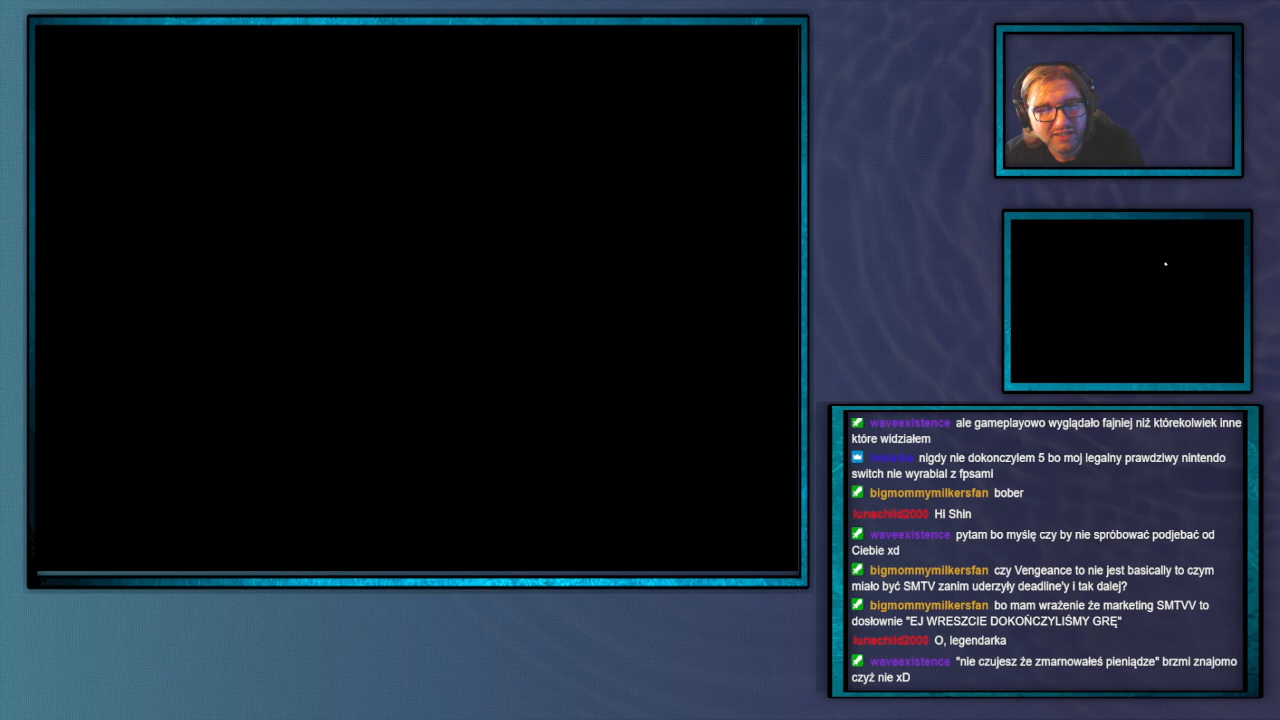 waveexistence ale gameplayowo wyglądało fajniej niż którekolwiek inne
które widziałem
nigdy nie dokonczylem 5 bo moj legalny prawdziwy nintendo
switch nie wyrabial z fpsami
bigmommymilkersfan bober
lunachild2000 Hi Shin
waveexistence pytam bo myślę czy by nie spróbować podjebać od
Ciebie xd
bigmommymilkersfan czy Vengeance to nie jest basically to czym
miało być SMTV zanim uderzyły deadline'y i tak dalej?
bigmommymilkersfan bo mam wrażenie że marketing SMTVV to
dosłownie "EJ WRESZCIE DOKOŃCZYLIŚMY GRĘ"
lunachild2000 O, legendarka
waveexistence "nie czujesz że zmarnowałeś pieniądze" brzmi znajomo
czyż nie xD